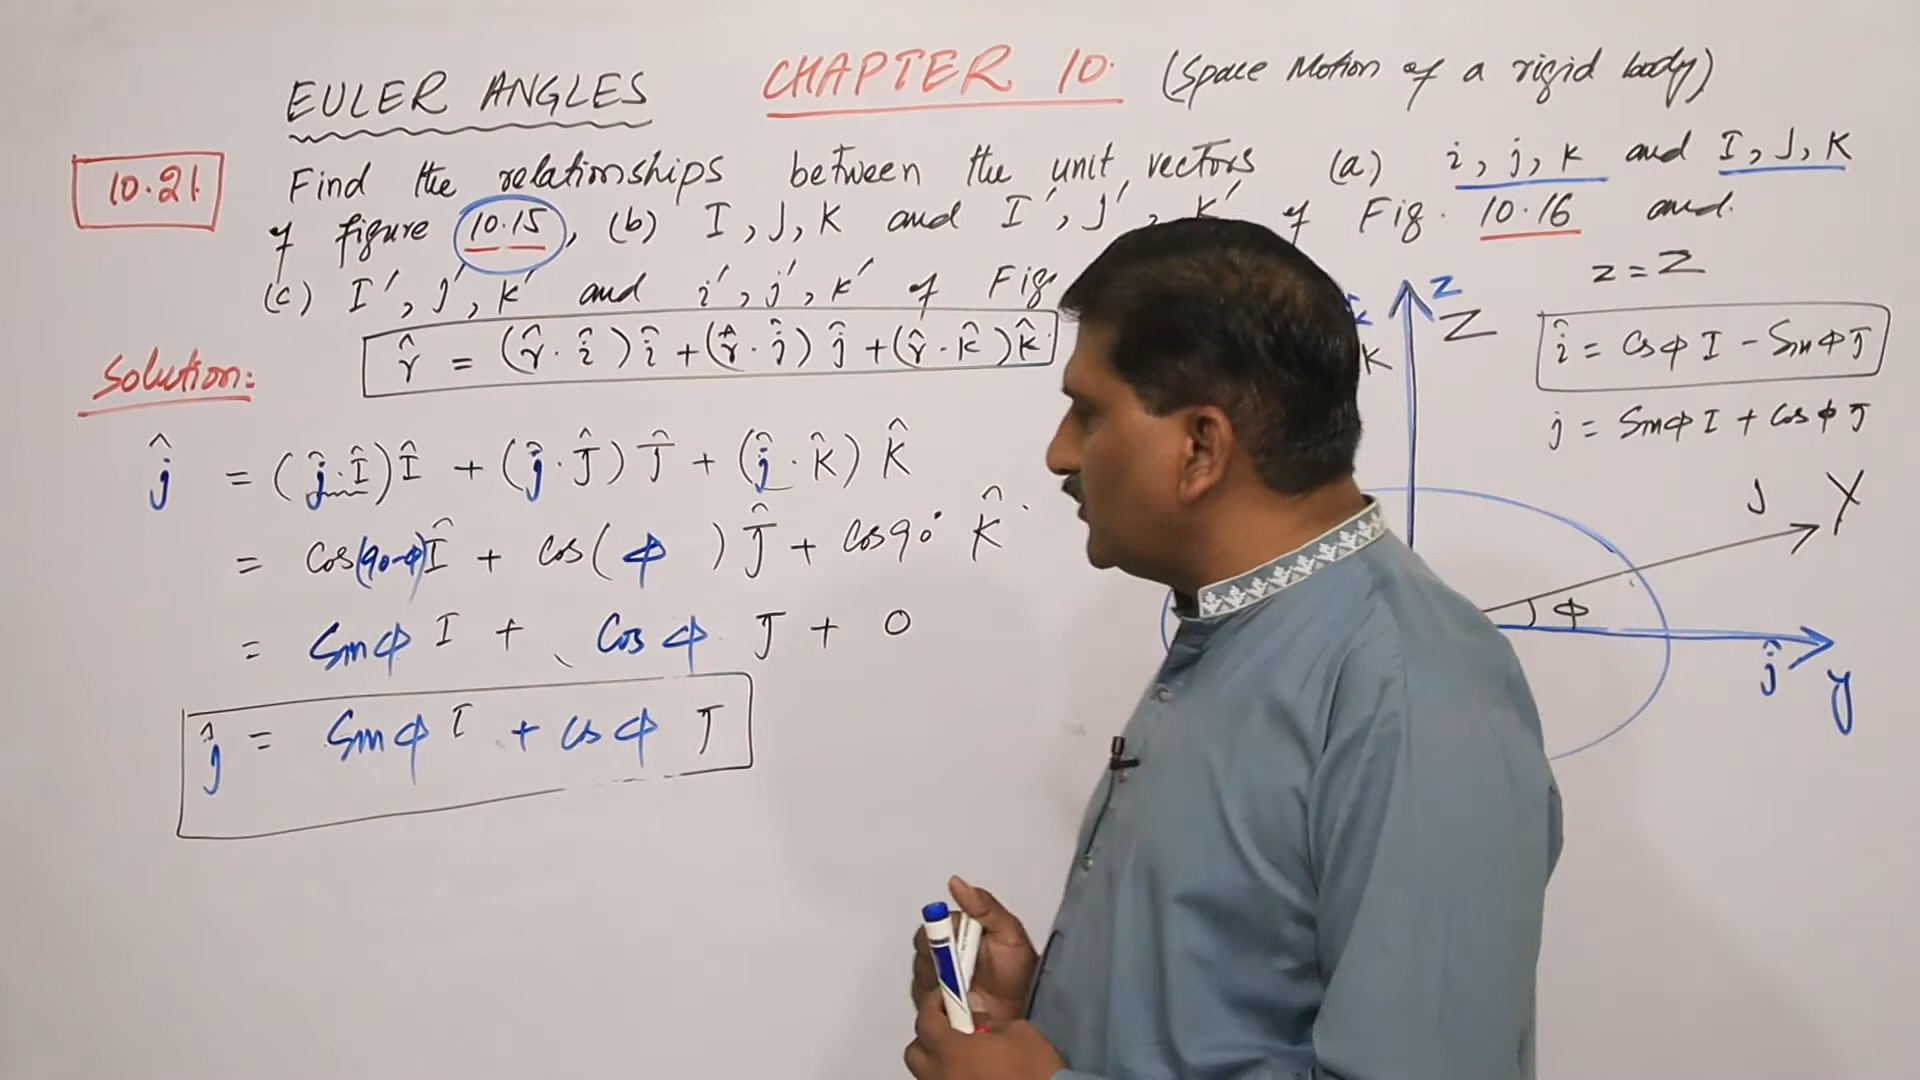 EULER ANGLES CHAPTER 10. (Space Motion of a rigid body)
10.21. Find the relationships between the unit vectors (a) i, j, k and I, J, K
of figure 10.15, (b) I, J, K and I', J', K' of Fig. 10.16 and
(c) I', J', K' and i', j', k' of Fig
z = Z
Solution:
r̂ = (r̂ · î) î + (r̂ · ĵ) ĵ + (r̂ · k̂) k̂
ĵ = (ĵ · Î) Î + (ĵ · Ĵ) Ĵ + (ĵ · K̂) K̂
= Cos(90-φ) Î + Cos( φ ) Ĵ + Cos90° K̂
= Sinφ I + Cos φ J + 0
ĵ = Sinφ I + Cosφ J
î = Cosφ I - Sinφ J
j = Sinφ I + Cosφ J
z
Z
K
J Y
φ
ĵ y